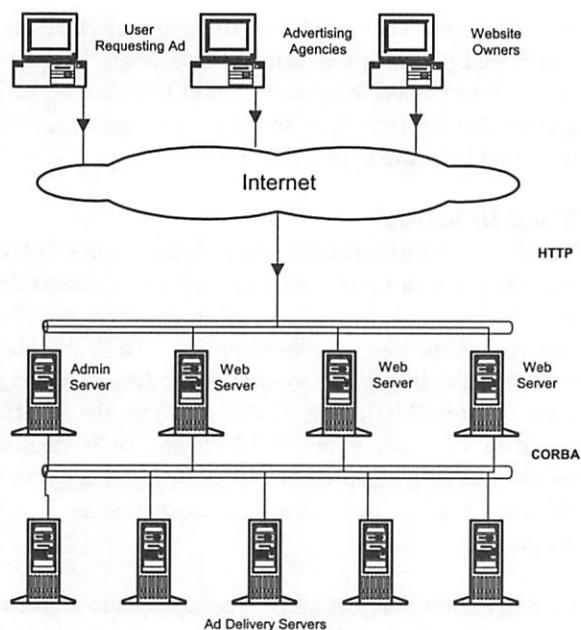 User
Requesting Ad
Advertising
Agencies
Website
Owners
Internet
HTTP
Admin
Server
Web
Server
Web
Server
Web
Server
CORBA
Ad Delivery Servers